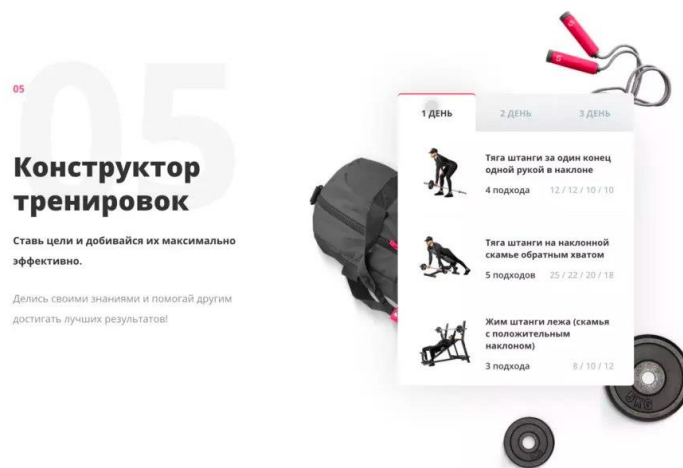 05
05
Конструктор
тренировок
Ставь цели и добивайся их максимально
эффективно.
Делись своими знаниями и помогай другим
достигать лучших результатов!
1 ДЕНЬ 2 ДЕНЬ 3 ДЕНЬ
Тяга штанги за один конец
одной рукой в наклоне
4 подхода 12 / 12 / 10 / 10
Тяга штанги на наклонной
скамье обратным хватом
5 подходов 25 / 22 / 20 / 18
Жим штанги лежа (скамья
с положительным
наклоном)
3 подхода 8 / 10 / 12
5KG